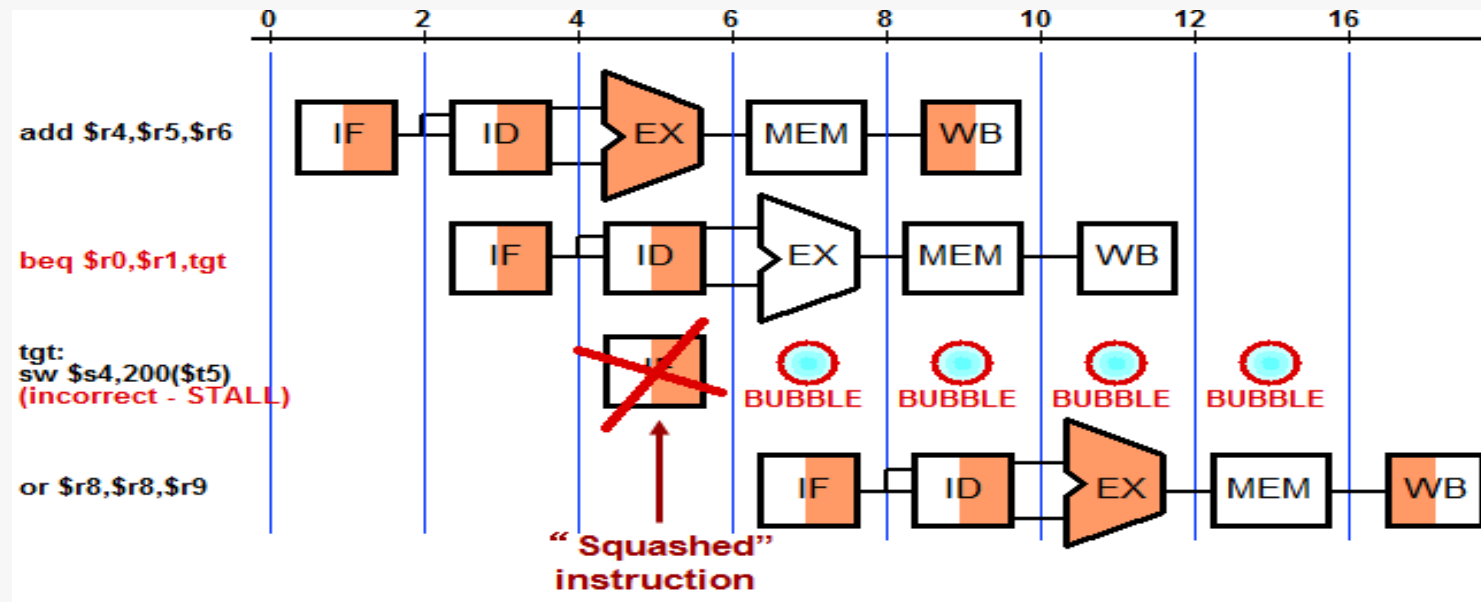 0 2 4 6 8 10 12 16
add $r4,$r5,$r6
IF ID EX MEM WB
beq $r0,$r1,tgt
IF ID EX MEM WB
tgt:
sw $s4,200($t5)
(incorrect - STALL)
BUBBLE BUBBLE BUBBLE BUBBLE
or $r8,$r8,$r9
IF ID EX MEM WB
“ Squashed”
instruction